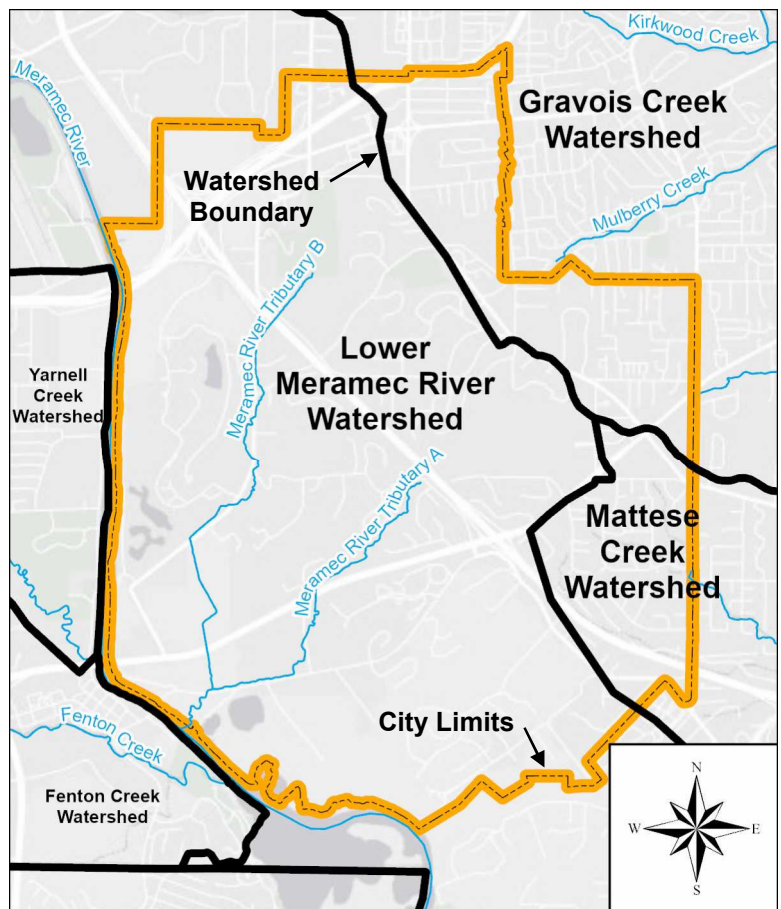 Kirkwood Creek
Meramec River
Gravois Creek
Watershed
Watershed
Boundary
Mulberry Creek
Meramec River Tributary B
Lower
Meramec River
Watershed
Yarnell
Creek
Watershed
Meramec River Tributary A
Mattese
Creek
Watershed
Fenton Creek
City Limits
Fenton Creek
Watershed
N
W
E
S